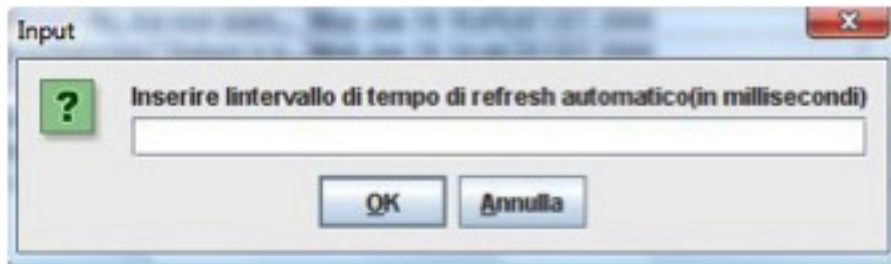 Input
Inserire lintervallo di tempo di refresh automatico(in millisecondi)
OK
Annulla